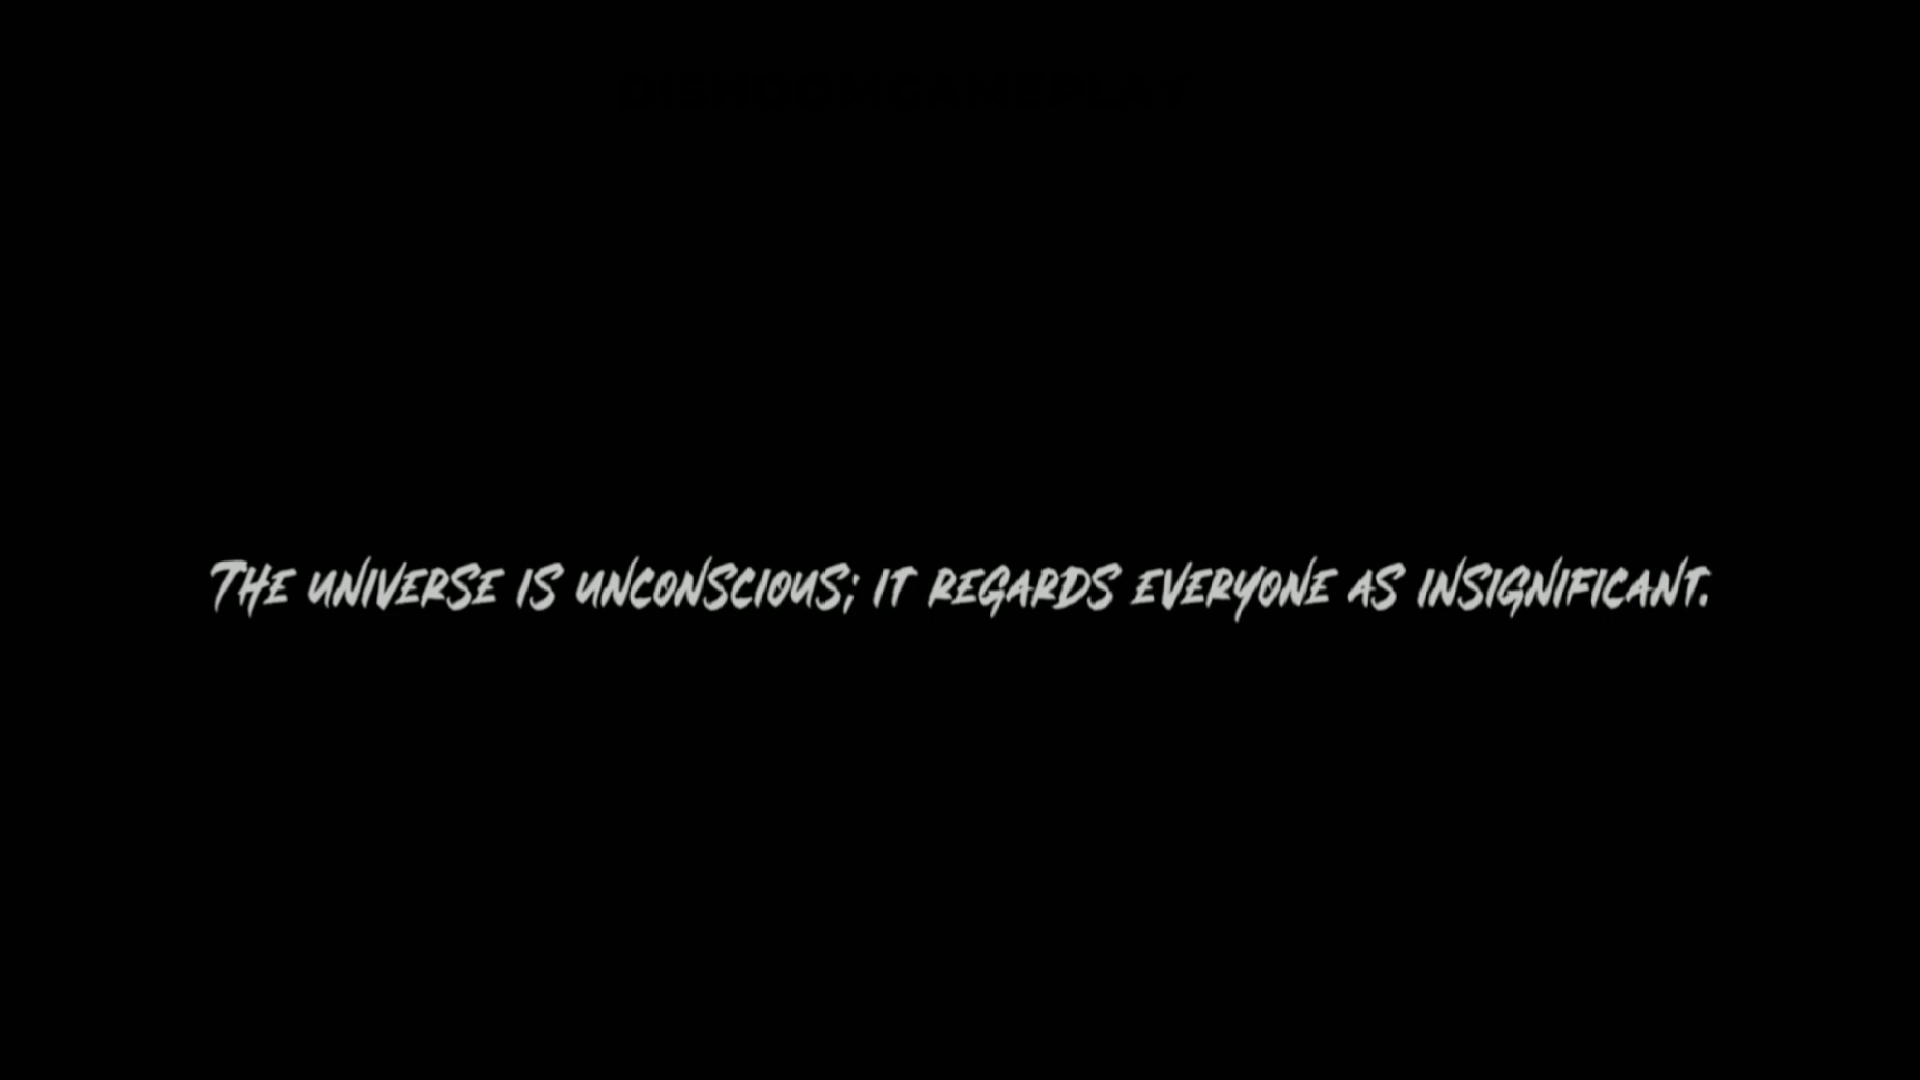 The universe is unconscious; it regards everyone as insignificant.